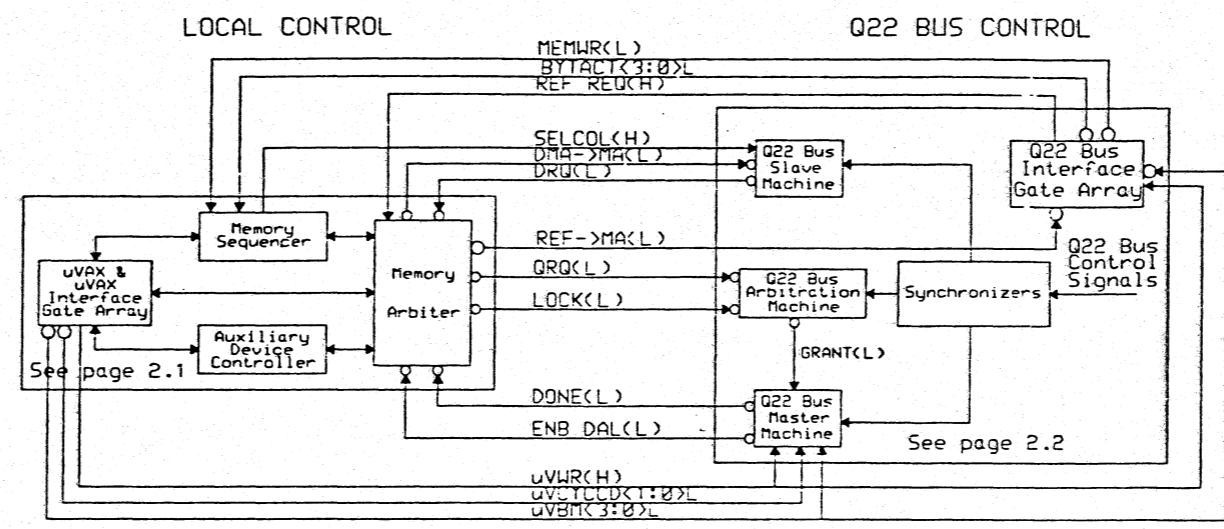 LOCAL CONTROL
Q22 BUS CONTROL
MEMWR(L)
BYTACT<3:0>L
REF REQ(H)
SELCOL(H)
DMA->MA(L)
DRQ(L)
Q22 Bus
Slave
Machine
Q22 Bus
Interface
Gate Array
Memory
Sequencer
REF->MA(L)
Q22 Bus
Control
Signals
uVAX &
uVAX
Interface
Gate Array
Memory
Arbiter
QRQ(L)
LOCK(L)
Q22 Bus
Arbitration
Machine
Synchronizers
Auxiliary
Device
Controller
See page 2.1
GRANT(L)
DONE(L)
ENB DAL(L)
Q22 Bus
Master
Machine
See page 2.2
uVWR(H)
uVCYCCD<1:0>L
uVBM<3:0>L